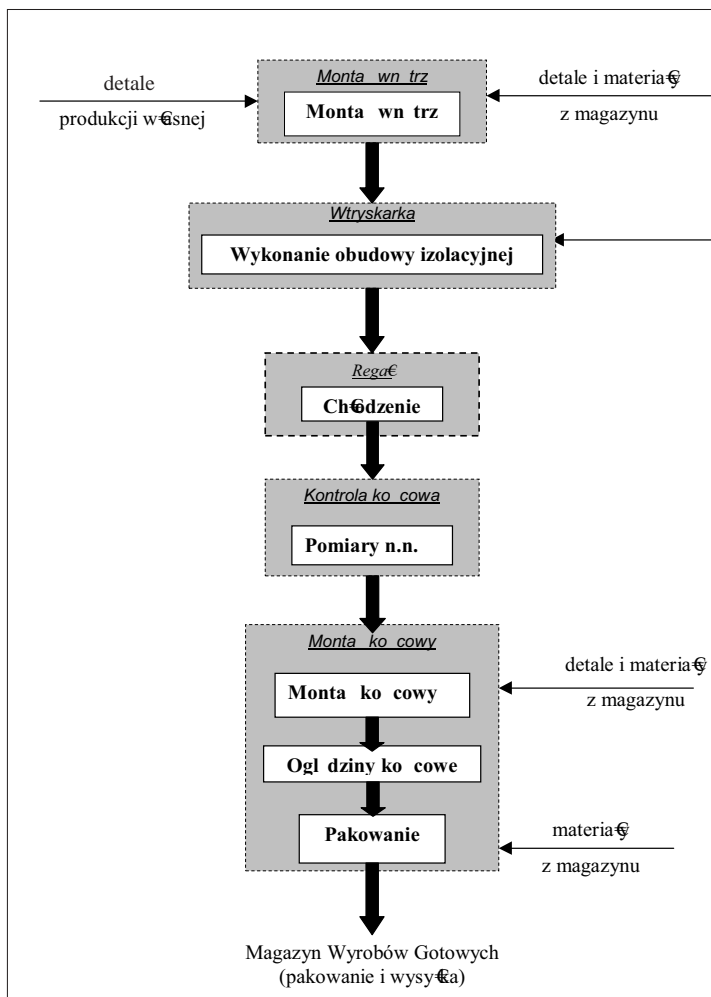 Monta wn trz
detale
produkcji w€asnej
Monta wn trz
detale i materia€y
z magazynu
Wtryskarka
Wykonanie obudowy izolacyjnej
Rega€
Ch€odzenie
Kontrola ko cowa
Pomiary n.n.
Monta ko cowy
Monta ko cowy
detale i materia€y
z magazynu
Ogl dziny ko cowe
Pakowanie
materia€y
z magazynu
Magazyn Wyrobów Gotowych
(pakowanie i wysy€ka)